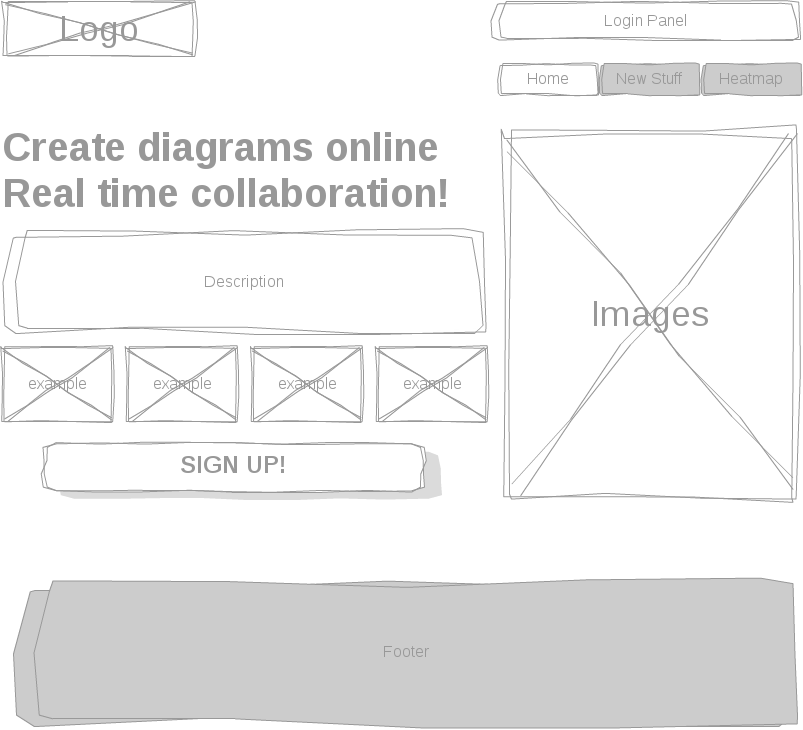 Logo
Login Panel
Home
New Stuff
Heatmap
Create diagrams online
Real time collaboration!
Description
Images
example
example
example
example
SIGN UP!
Footer